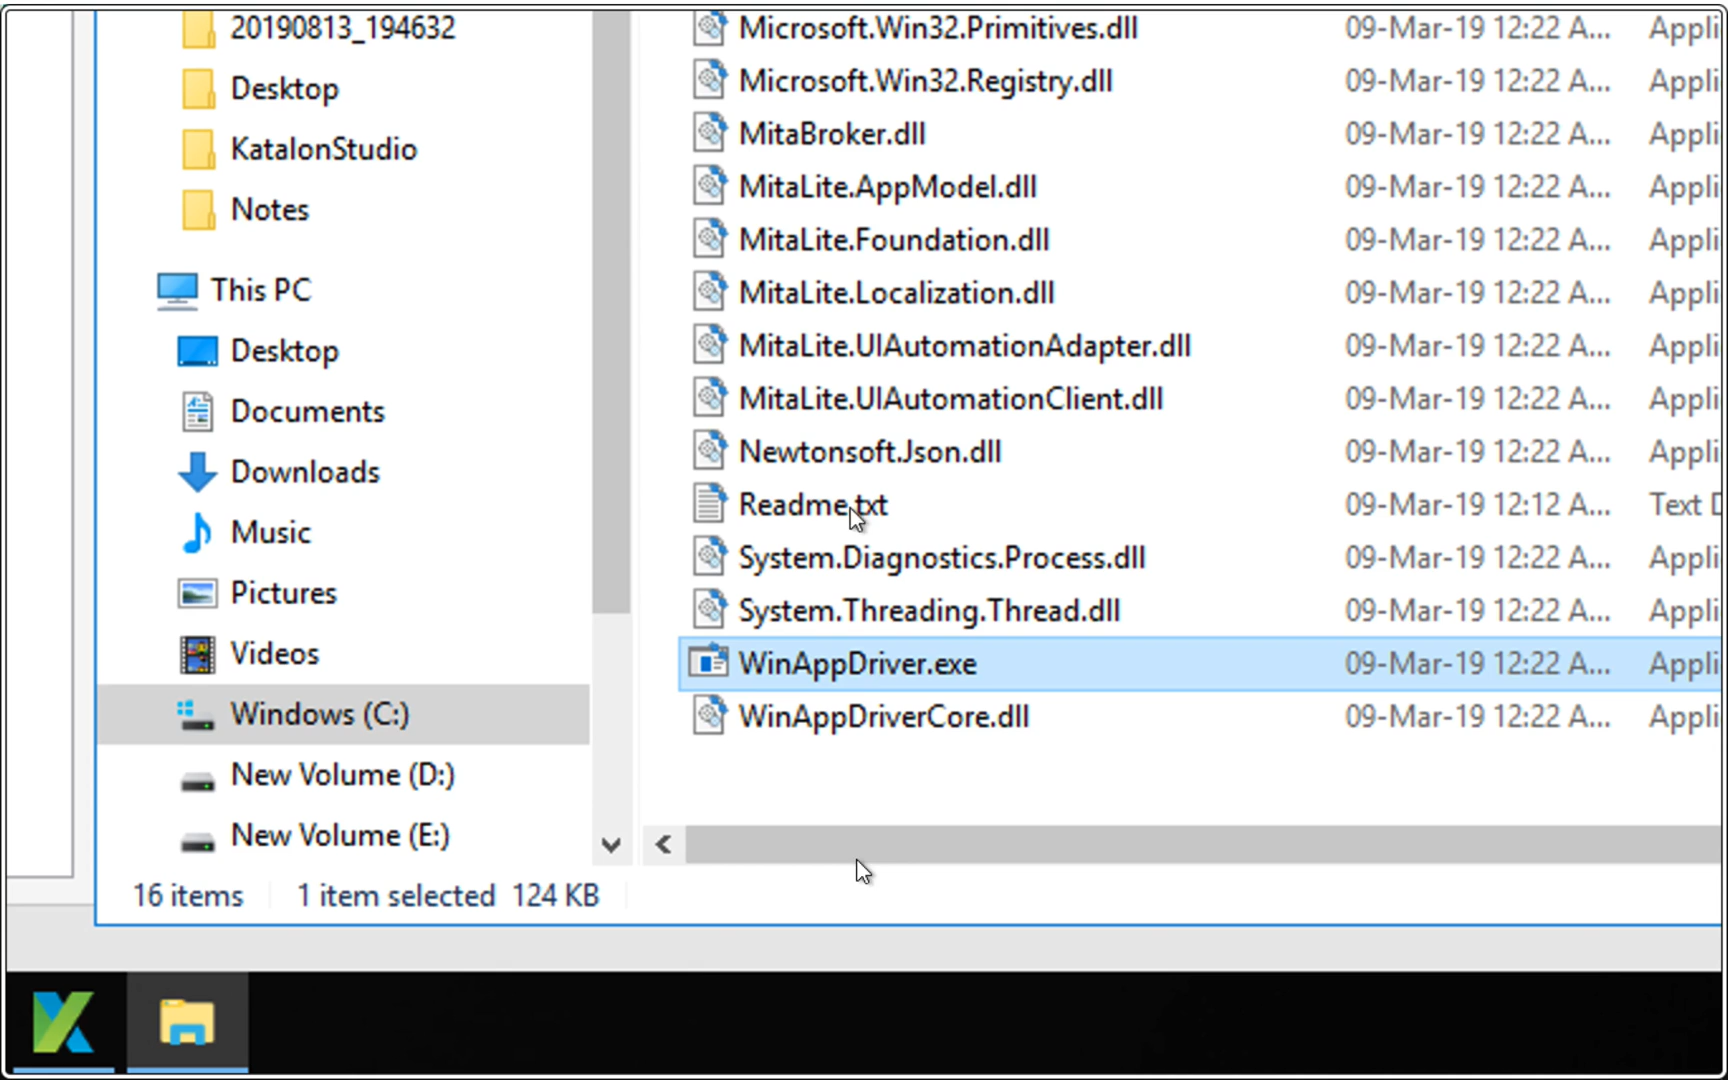 20190813_194632
Desktop
KatalonStudio
Notes
This PC
Desktop
Documents
Downloads
Music
Pictures
Videos
Windows (C:)
New Volume (D:)
New Volume (E:)
Microsoft.Win32.Primitives.dll 09-Mar-19 12:22 A... Appli
Microsoft.Win32.Registry.dll 09-Mar-19 12:22 A... Appli
MitaBroker.dll 09-Mar-19 12:22 A... Appli
MitaLite.AppModel.dll 09-Mar-19 12:22 A... Appli
MitaLite.Foundation.dll 09-Mar-19 12:22 A... Appli
MitaLite.Localization.dll 09-Mar-19 12:22 A... Appli
MitaLite.UIAutomationAdapter.dll 09-Mar-19 12:22 A... Appli
MitaLite.UIAutomationClient.dll 09-Mar-19 12:22 A... Appli
Newtonsoft.Json.dll 09-Mar-19 12:22 A... Appli
Readme.txt 09-Mar-19 12:12 A... Text D
System.Diagnostics.Process.dll 09-Mar-19 12:22 A... Appli
System.Threading.Thread.dll 09-Mar-19 12:22 A... Appli
WinAppDriver.exe 09-Mar-19 12:22 A... Appli
WinAppDriverCore.dll 09-Mar-19 12:22 A... Appli
16 items 1 item selected 124 KB